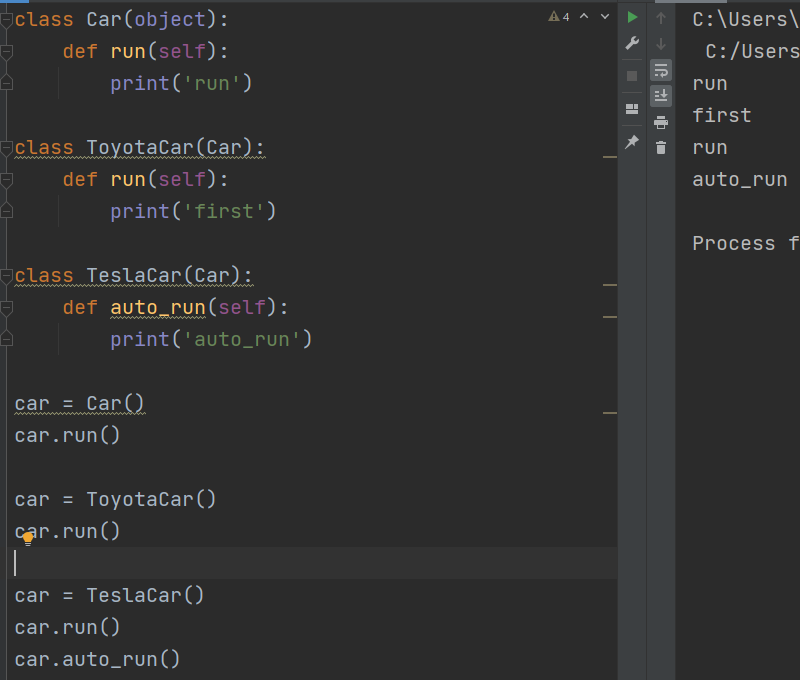 class Car(object):
    def run(self):
        print('run')
class ToyotaCar(Car):
    def run(self):
        print('first')
class TeslaCar(Car):
    def auto_run(self):
        print('auto_run')
car = Car()
car.run()
car = ToyotaCar()
car.run()
car = TeslaCar()
car.run()
car.auto_run()
4
C:\Users\
C:/Users
run
first
run
auto_run
Process f